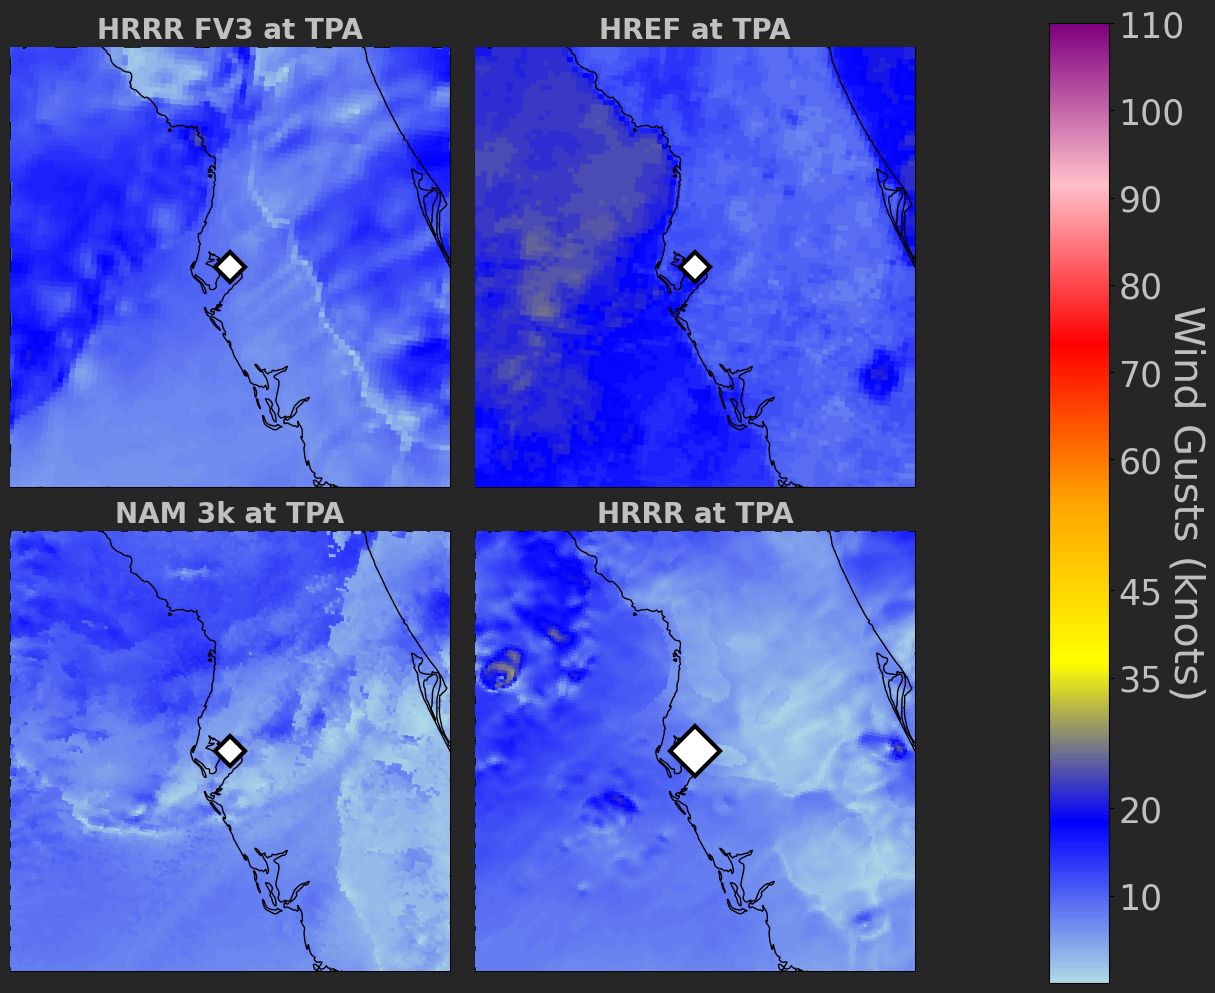 HRRR FV3 at TPA
HREF at TPA
NAM 3k at TPA
HRRR at TPA
110
100
90
80
70
60
45
35
20
10
Wind Gusts (knots)